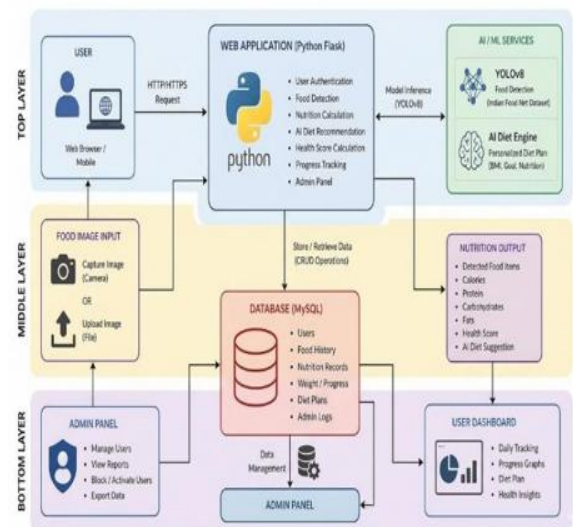 TOP LAYER
USER
Web Browser /
Mobile
HTTP/HTTPS
Request
WEB APPLICATION (Python Flask)
python
• User Authentication
• Food Detection
• Nutrition Calculation
• AI Diet Recommendation
• Health Score Calculation
• Progress Tracking
• Admin Panel
Model Inference
(YOLOv8)
AI / ML SERVICES
YOLOv8
Food Detection
(Indian Food Net Dataset)
AI Diet Engine
Personalized Diet Plan
(BMI, Goal, Nutrition)
MIDDLE LAYER
FOOD IMAGE INPUT
Capture Image
(Camera)
OR
Upload Image
(File)
Store / Retrieve Data
(CRUD Operations)
DATABASE (MySQL)
• Users
• Food History
• Nutrition Records
• Weight / Progress
• Diet Plans
• Admin Logs
NUTRITION OUTPUT
• Detected Food Items
• Calories
• Protein
• Carbohydrates
• Fats
• Health Score
• AI Diet Suggestion
BOTTOM LAYER
ADMIN PANEL
• Manage Users
• View Reports
• Block / Activate Users
• Export Data
Data
Management
ADMIN PANEL
USER DASHBOARD
• Daily Tracking
• Progress Graphs
• Diet Plan
• Health Insights